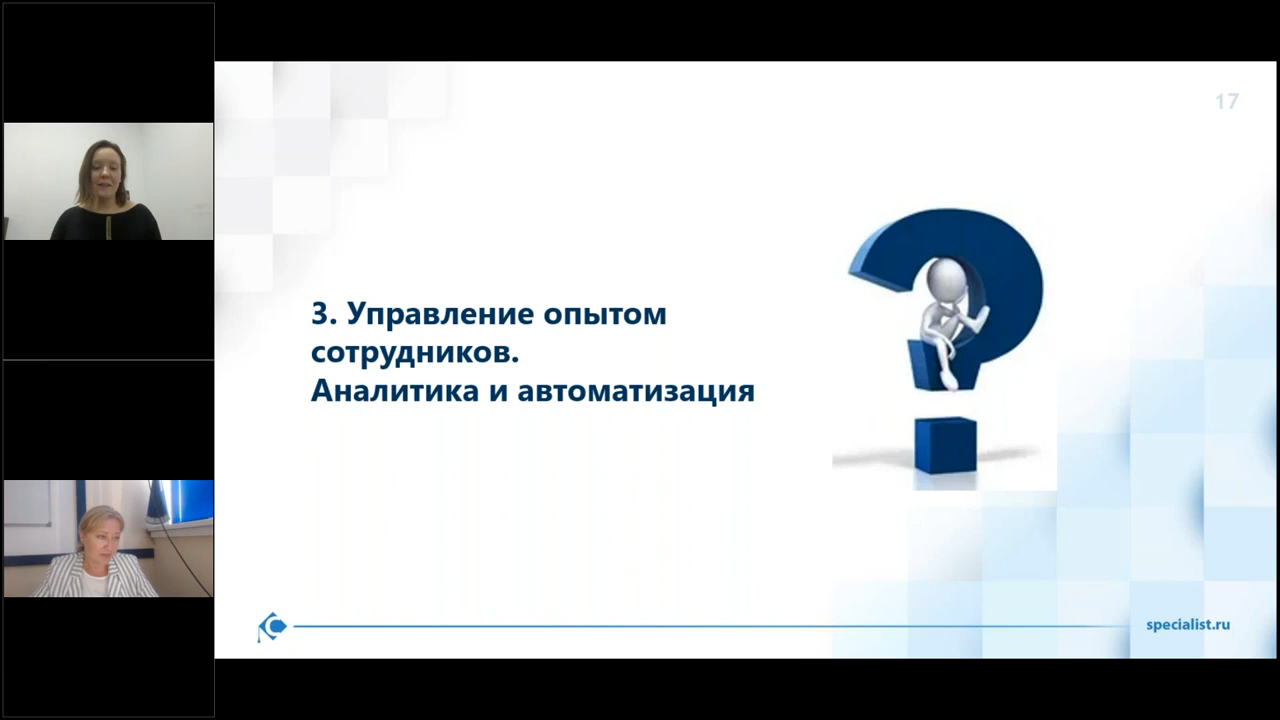 17
3. Управление опытом
сотрудников.
Аналитика и автоматизация
specialist.ru